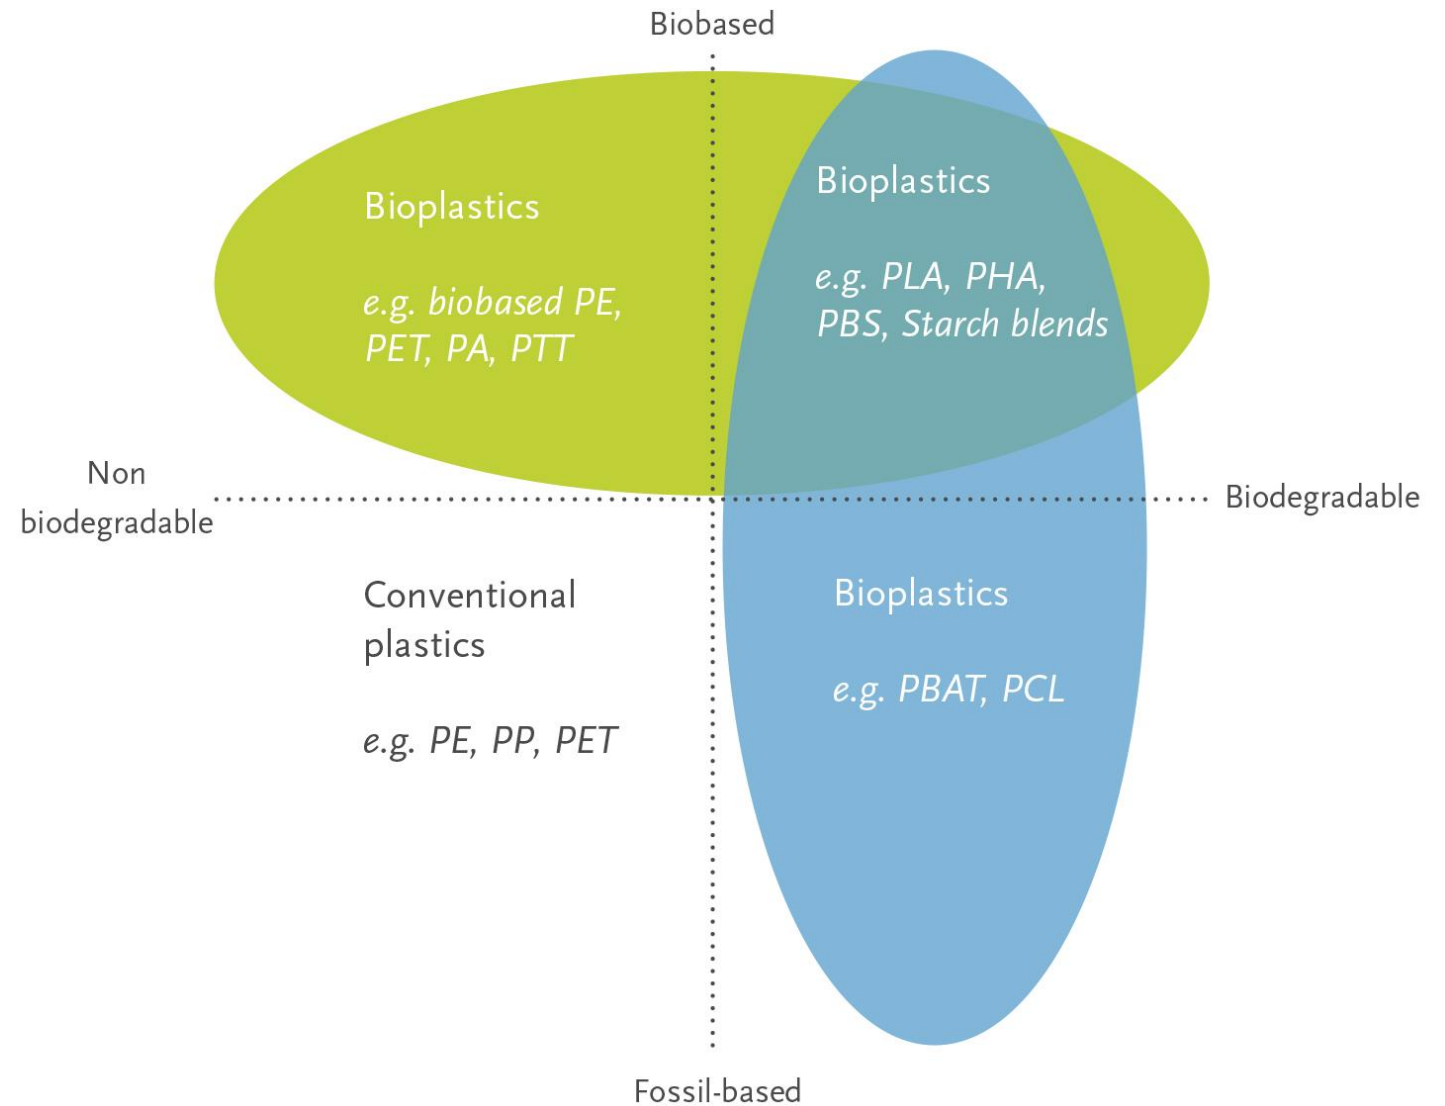 Biobased
Bioplastics
e.g. biobased PE,
PET, PA, PTT
Bioplastics
e.g. PLA, PHA,
PBS, Starch blends
Non
biodegradable
Biodegradable
Conventional
plastics
e.g. PE, PP, PET
Bioplastics
e.g. PBAT, PCL
Fossil-based